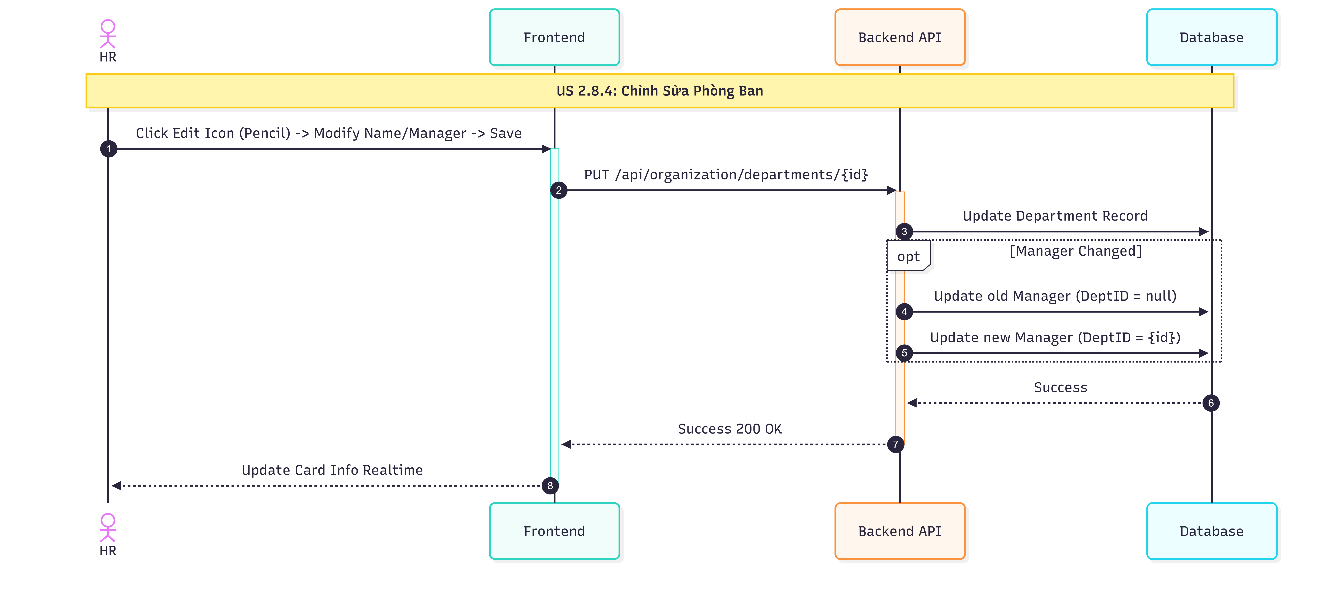 HR
Frontend
Backend API
Database
US 2.8.4: Chỉnh Sửa Phòng Ban
Click Edit Icon (Pencil) -> Modify Name/Manager -> Save
1
PUT /api/organization/departments/{id}
2
Update Department Record
3
opt
[Manager Changed]
Update old Manager (DeptID = null)
4
Update new Manager (DeptID = {id})
5
Success
6
Success 200 OK
7
Update Card Info Realtime
8
HR
Frontend
Backend API
Database